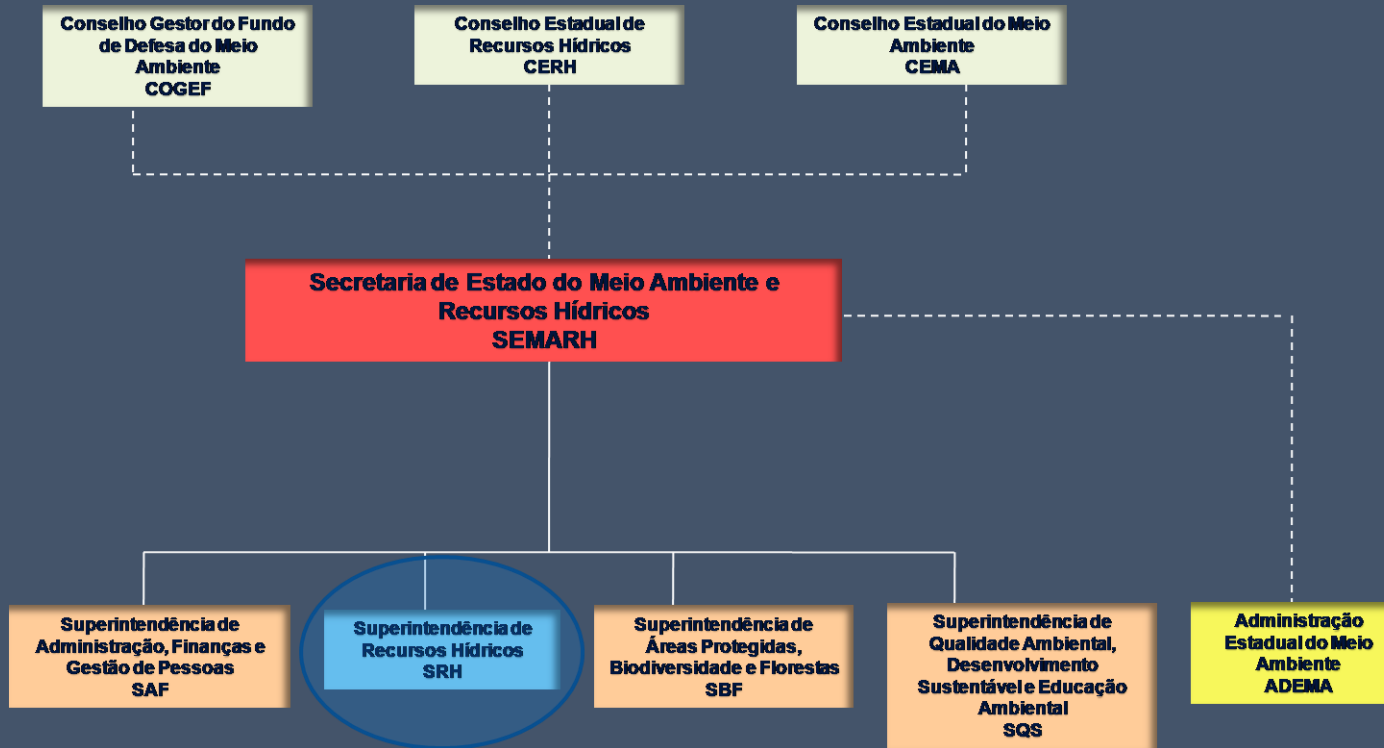 Conselho Gestor do Fundo
de Defesa do Meio
Ambiente
COGEF
Conselho Estadual de
Recursos Hídricos
CERH
Conselho Estadual do Meio
Ambiente
CEMA
Secretaria de Estado do Meio Ambiente e
Recursos Hídricos
SEMARH
Superintendência de
Administração, Finanças e
Gestão de Pessoas
SAF
Superintendência de
Recursos Hídricos
SRH
Superintendência de
Áreas Protegidas,
Biodiversidade e Florestas
SBF
Superintendência de
Qualidade Ambiental,
Desenvolvimento
Sustentável e Educação
Ambiental
SQS
Administração
Estadual do Meio
Ambiente
ADEMA